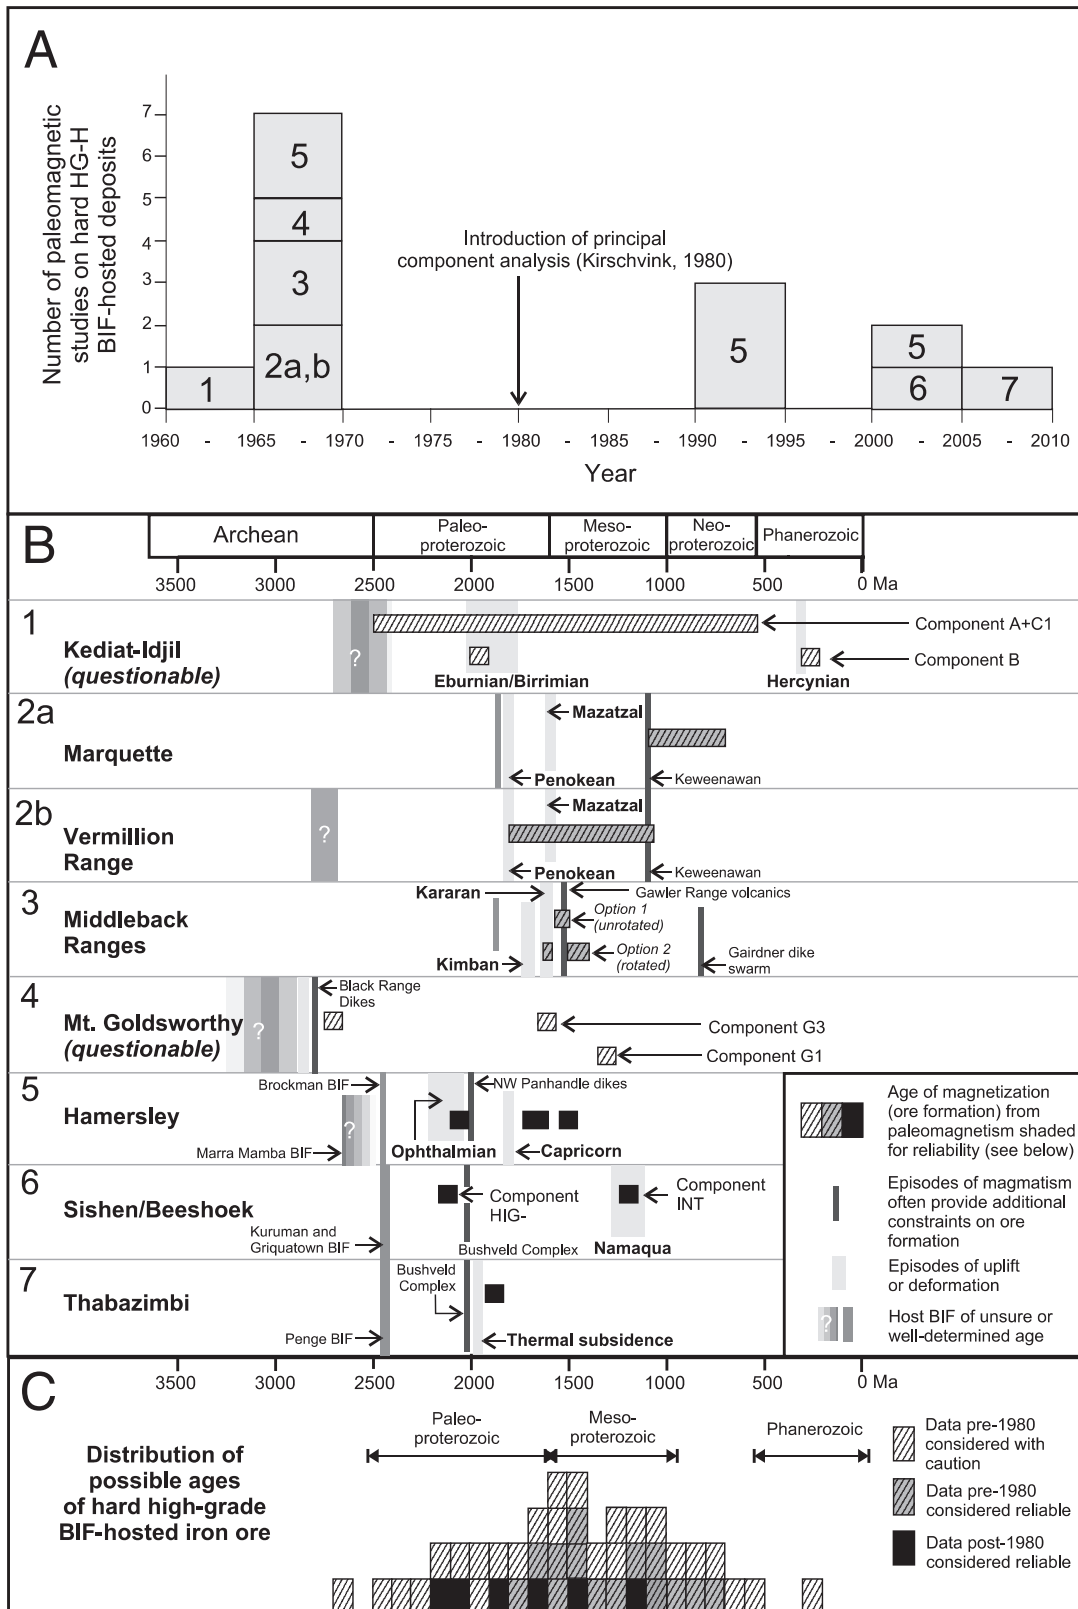 A
Number of paleomagnetic
studies on hard HG-H
BIF-hosted deposits
7
6
5
4
3
2
1
0
5
4
3
2a,b
1
Introduction of principal
component analysis (Kirschvink, 1980)
5
5
6
7
1960 - 1965 - 1970 - 1975 - 1980 - 1985 - 1990 - 1995 - 2000 - 2005 - 2010
Year
B
Archean
Paleo-
proterozoic
Meso-
proterozoic
Neo-
proterozoic
Phanerozoic
3500 3000 2500 2000 1500 1000 500 0 Ma
1
Kediat-Idjil
(questionable)
?
Component A+C1
Component B
Eburnian/Birrimian
Hercynian
2a
Marquette
Mazatzal
Penokean
Keweenawan
2b
Vermillion
Range
?
Mazatzal
Penokean
Keweenawan
3
Middleback
Ranges
Kararan
Gawler Range volcanics
Option 1
(unrotated)
Option 2
(rotated)
Kimban
Gairdner dike
swarm
4
Mt. Goldsworthy
(questionable)
?
Black Range
Dikes
Component G3
Component G1
5
Hamersley
Brockman BIF
NW Panhandle dikes
?
Marra Mamba BIF
Ophthalmian
Capricorn
6
Sishen/Beeshoek
Component
HIG-
Component
INT
Kuruman and
Griquatown BIF
Bushveld Complex
Namaqua
7
Thabazimbi
Bushveld
Complex
Penge BIF
Thermal subsidence
Age of magnetization
(ore formation) from
paleomagnetism shaded
for reliability (see below)
Episodes of magmatism
often provide additional
constraints on ore
formation
Episodes of uplift
or deformation
?
Host BIF of unsure or
well-determined age
3500 3000 2500 2000 1500 1000 500 0 Ma
C
Distribution of
possible ages
of hard high-grade
BIF-hosted iron ore
Paleo-
proterozoic
Meso-
proterozoic
Phanerozoic
Data pre-1980
considered with
caution
Data pre-1980
considered reliable
Data post-1980
considered reliable